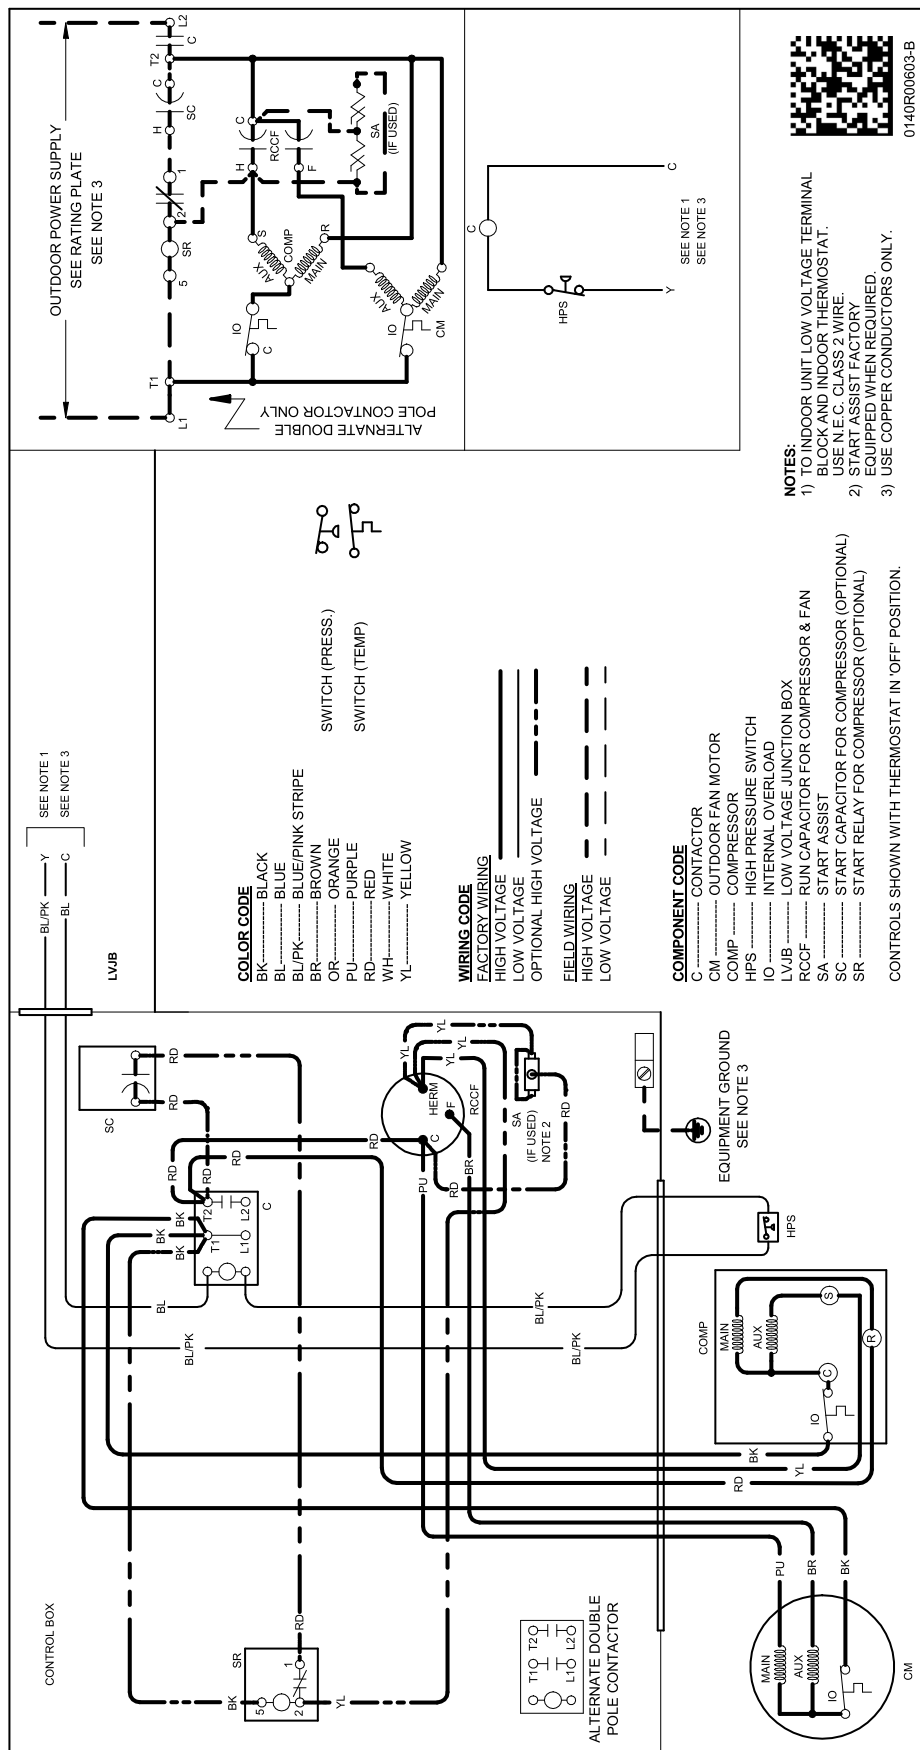 CONTROL BOX
SR
BK
5
2
1
RD
YL
ALTERNATE DOUBLE
POLE CONTACTOR
T1
T2
L1
L2
BK
BK
BK
T1
T2
L1
L2
C
BL
BL/PK
BL/PK
BL/PK
RD
RD
RD
RD
SC
RD
RD
PU
C
HERM
F
RCCF
RD
BR
YL
YL
YL
YL
SA
(IF USED)
NOTE 2
RD
EQUIPMENT GROUND
SEE NOTE 3
HPS
COMP
MAIN
AUX
S
R
C
IO
BK
YL
RD
PU
BR
BK
MAIN
AUX
IO
CM
LVJB
BL/PK
Y
BL
C
SEE NOTE 1
SEE NOTE 3
COLOR CODE
BK--------BLACK
BL--------BLUE
BL/PK----BLUE/PINK STRIPE
BR--------BROWN
OR--------ORANGE
PU--------PURPLE
RD--------RED
WH-------WHITE
YL--------YELLOW
SWITCH (PRESS.)
SWITCH (TEMP)
WIRING CODE
FACTORY WIRING
HIGH VOLTAGE
LOW VOLTAGE
OPTIONAL HIGH VOLTAGE
FIELD WIRING
HIGH VOLTAGE
LOW VOLTAGE
COMPONENT CODE
C --------- CONTACTOR
CM --------- OUTDOOR FAN MOTOR
COMP --------- COMPRESSOR
HPS --------- HIGH PRESSURE SWITCH
IO --------- INTERNAL OVERLOAD
LVJB --------- LOW VOLTAGE JUNCTION BOX
RCCF --------- RUN CAPACITOR FOR COMPRESSOR & FAN
SA --------- START ASSIST
SC --------- START CAPACITOR FOR COMPRESSOR (OPTIONAL)
SR --------- START RELAY FOR COMPRESSOR (OPTIONAL)
CONTROLS SHOWN WITH THERMOSTAT IN 'OFF' POSITION.
OUTDOOR POWER SUPPLY
SEE RATING PLATE
SEE NOTE 3
L1
T1
5
SR
2
1
H
SC
C
T2
C
L2
ALTERNATE DOUBLE
POLE CONTACTOR ONLY
C
IO
AUX
S
COMP
MAIN
R
H
C
RCCF
F
SA
(IF USED)
IO
AUX
MAIN
CM
C
HPS
Y
C
SEE NOTE 1
SEE NOTE 3
NOTES:
1) TO INDOOR UNIT LOW VOLTAGE TERMINAL
BLOCK AND INDOOR THERMOSTAT.
USE N.E.C. CLASS 2 WIRE.
2) START ASSIST FACTORY
EQUIPPED WHEN REQUIRED.
3) USE COPPER CONDUCTORS ONLY.
0140R00603-B